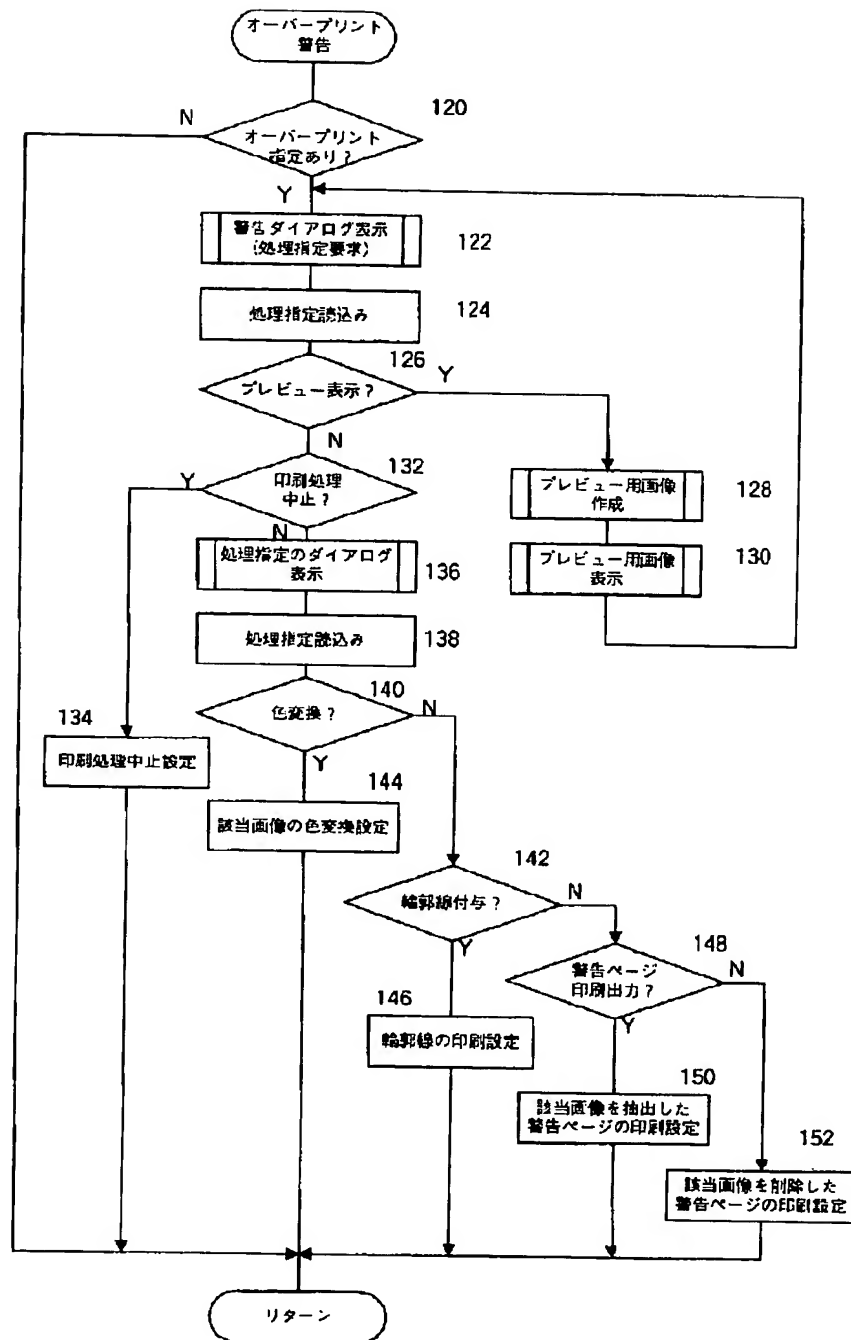 オーバープリント
警告
120
N
オーバープリント
指定あり？
Y
警告ダイアログ表示
(処理指定要求)
122
処理指定読込み
124
126
プレビュー表示？
Y
N
132
Y
印刷処理
中止？
N
プレビュー用画像
作成
128
処理指定のダイアログ
表示
136
プレビュー用画像
表示
130
処理指定読込み
138
140
色変換？
N
134
印刷処理中止設定
Y
144
該当画像の色変換設定
142
輪郭線付与？
N
Y
148
警告ページ
印刷出力？
N
146
輪郭線の印刷設定
Y
150
該当画像を抽出した
警告ページの印刷設定
152
該当画像を削除した
警告ページの印刷設定
リターン